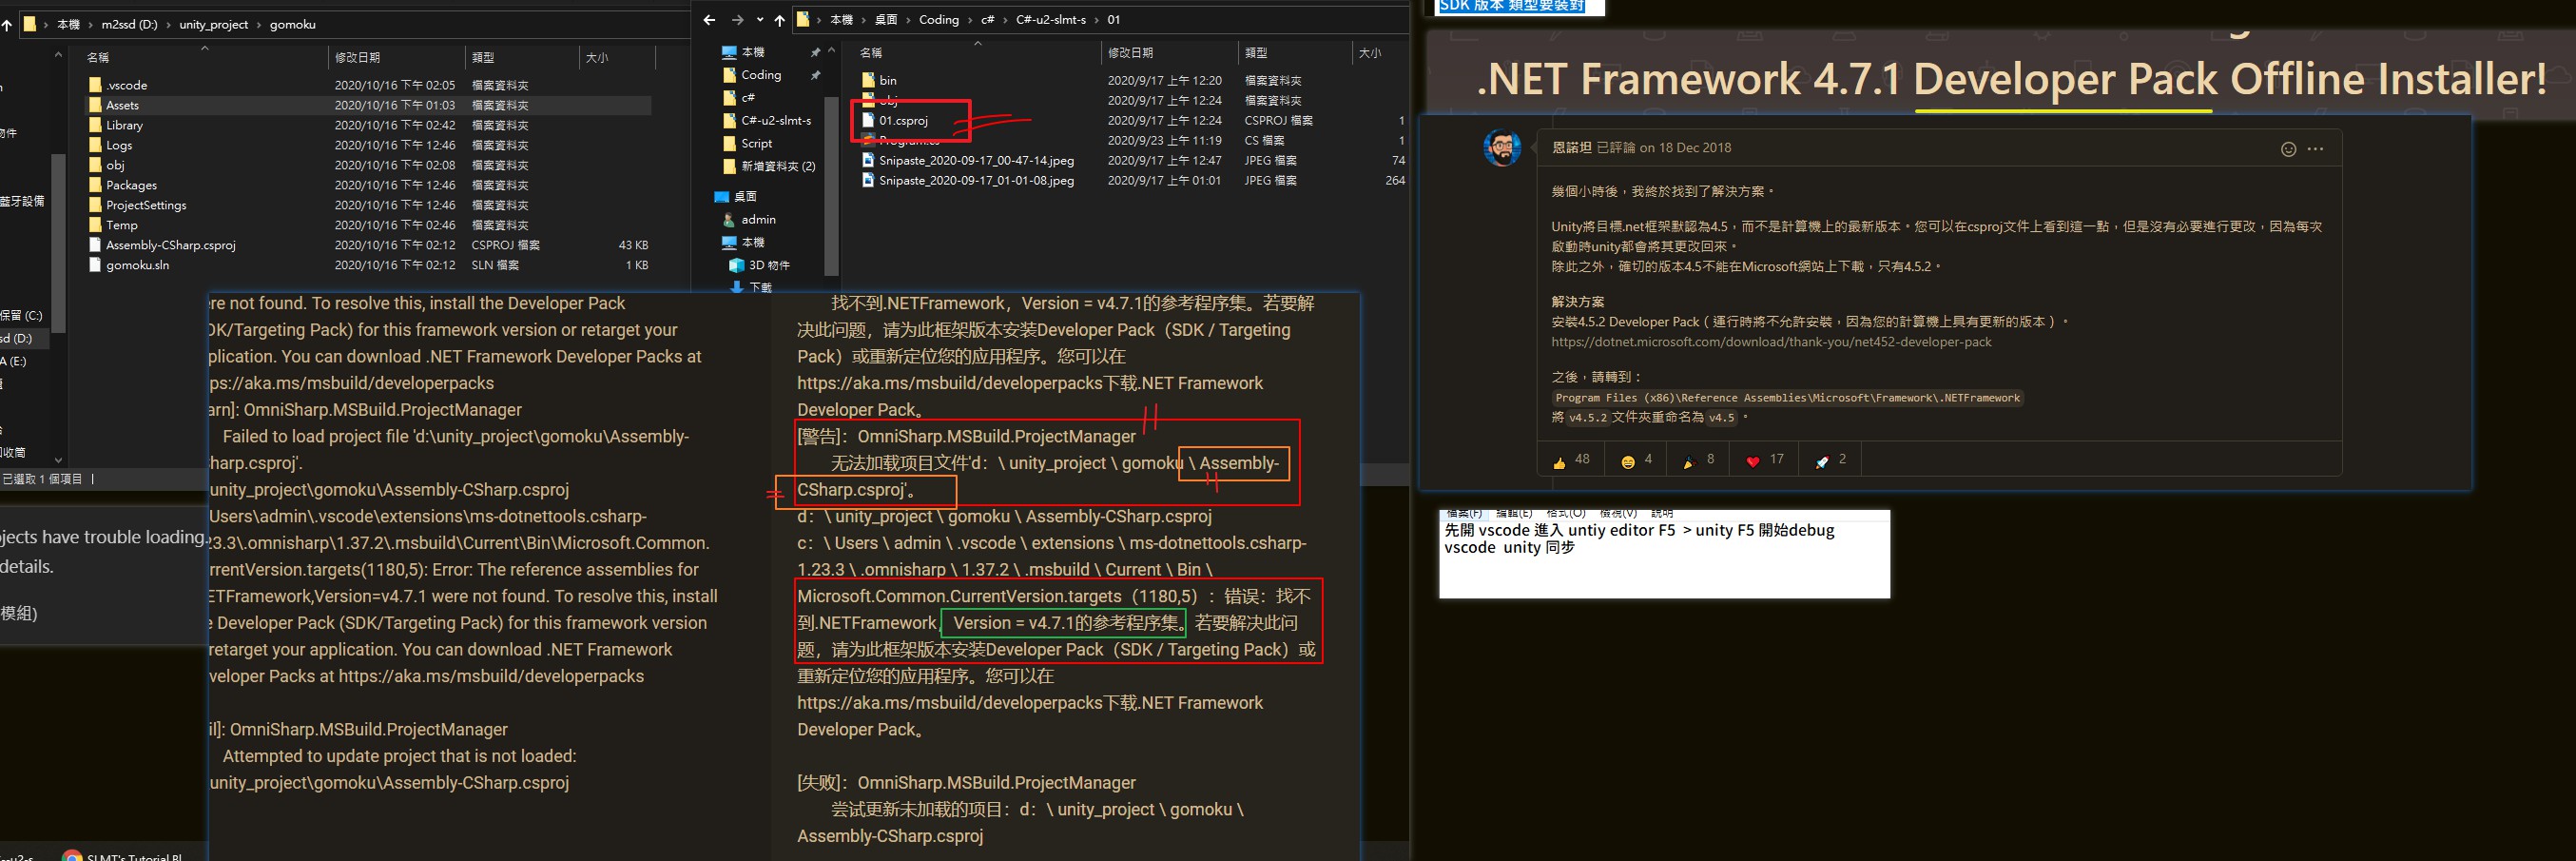 本機 › m2ssd (D:) › unity_project › gomoku
名稱 修改日期 類型 大小
.vscode 2020/10/16 下午 02:05 檔案資料夾
Assets 2020/10/16 下午 01:03 檔案資料夾
Library 2020/10/16 下午 02:42 檔案資料夾
Logs 2020/10/16 下午 12:46 檔案資料夾
obj 2020/10/16 下午 02:08 檔案資料夾
Packages 2020/10/16 下午 12:46 檔案資料夾
ProjectSettings 2020/10/16 下午 12:46 檔案資料夾
Temp 2020/10/16 下午 02:46 檔案資料夾
Assembly-CSharp.csproj 2020/10/16 下午 02:12 CSPROJ 檔案 43 KB
gomoku.sln 2020/10/16 下午 02:12 SLN 檔案 1 KB
物件
藍牙設備
保留 (C:)
sd (D:)
A (E:)
收筒
已選取 1 個項目
jects have trouble loading.
details.
模組)
SLMT's Tutorial Bl
本機 › 桌面 › Coding › c# › C#-u2-slmt-s › 01
本機
Coding
c#
C#-u2-slmt-s
Script
新增資料夾 (2)
桌面
admin
本機
3D 物件
下載
名稱 修改日期 類型 大小
bin 2020/9/17 上午 12:20 檔案資料夾
obj 2020/9/17 上午 12:24 檔案資料夾
01.csproj 2020/9/17 上午 12:24 CSPROJ 檔案 1
Program.cs 2020/9/23 上午 11:19 CS 檔案 1
Snipaste_2020-09-17_00-47-14.jpeg 2020/9/17 上午 12:47 JPEG 檔案 74
Snipaste_2020-09-17_01-01-08.jpeg 2020/9/17 上午 01:01 JPEG 檔案 264
re not found. To resolve this, install the Developer Pack
DK/Targeting Pack) for this framework version or retarget your
plication. You can download .NET Framework Developer Packs at
ps://aka.ms/msbuild/developerpacks
arn]: OmniSharp.MSBuild.ProjectManager
Failed to load project file 'd:\unity_project\gomoku\Assembly-
harp.csproj'.
unity_project\gomoku\Assembly-CSharp.csproj
Users\admin\.vscode\extensions\ms-dotnettools.csharp-
23.3\.omnisharp\1.37.2\.msbuild\Current\Bin\Microsoft.Common.
rrentVersion.targets(1180,5): Error: The reference assemblies for
ETFramework,Version=v4.7.1 were not found. To resolve this, install
e Developer Pack (SDK/Targeting Pack) for this framework version
retarget your application. You can download .NET Framework
veloper Packs at https://aka.ms/msbuild/developerpacks
il]: OmniSharp.MSBuild.ProjectManager
Attempted to update project that is not loaded:
unity_project\gomoku\Assembly-CSharp.csproj
找不到.NETFramework，Version = v4.7.1的参考程序集。若要解
决此问题，请为此框架版本安装Developer Pack（SDK / Targeting
Pack）或重新定位您的应用程序。您可以在
https://aka.ms/msbuild/developerpacks下载.NET Framework
Developer Pack。
[警告]：OmniSharp.MSBuild.ProjectManager
无法加载项目文件'd：\ unity_project \ gomoku \ Assembly-
CSharp.csproj'。
d：\ unity_project \ gomoku \ Assembly-CSharp.csproj
c：\ Users \ admin \ .vscode \ extensions \ ms-dotnettools.csharp-
1.23.3 \ .omnisharp \ 1.37.2 \ .msbuild \ Current \ Bin \
Microsoft.Common.CurrentVersion.targets（1180,5）：错误：找不
到.NETFramework，Version = v4.7.1的参考程序集。若要解决此问
题，请为此框架版本安装Developer Pack（SDK / Targeting Pack）或
重新定位您的应用程序。您可以在
https://aka.ms/msbuild/developerpacks下载.NET Framework
Developer Pack。
[失败]：OmniSharp.MSBuild.ProjectManager
尝试更新未加载的项目：d：\ unity_project \ gomoku \
Assembly-CSharp.csproj
SDK 版本 類型要裝對
.NET Framework 4.7.1 Developer Pack Offline Installer!
恩諾坦 已評論 on 18 Dec 2018
幾個小時後，我終於找到了解決方案。
Unity將目標.net框架默認為4.5，而不是計算機上的最新版本。您可以在csproj文件上看到這一點，但是沒有必要進行更改，因為每次
啟動時unity都會將其更改回來。
除此之外，確切的版本4.5不能在Microsoft網站上下載，只有4.5.2。
解決方案
安裝4.5.2 Developer Pack（運行時將不允許安裝，因為您的計算機上具有更新的版本）。
https://dotnet.microsoft.com/download/thank-you/net452-developer-pack
之後，請轉到：
Program Files (x86)\Reference Assemblies\Microsoft\Framework\.NETFramework
將 v4.5.2 文件夾重命名為 v4.5 。
48 4 8 17 2
檔案(F) 編輯(E) 格式(O) 檢視(V) 說明
先開 vscode 進入 untiy editor F5 > unity F5 開始debug
vscode unity 同步